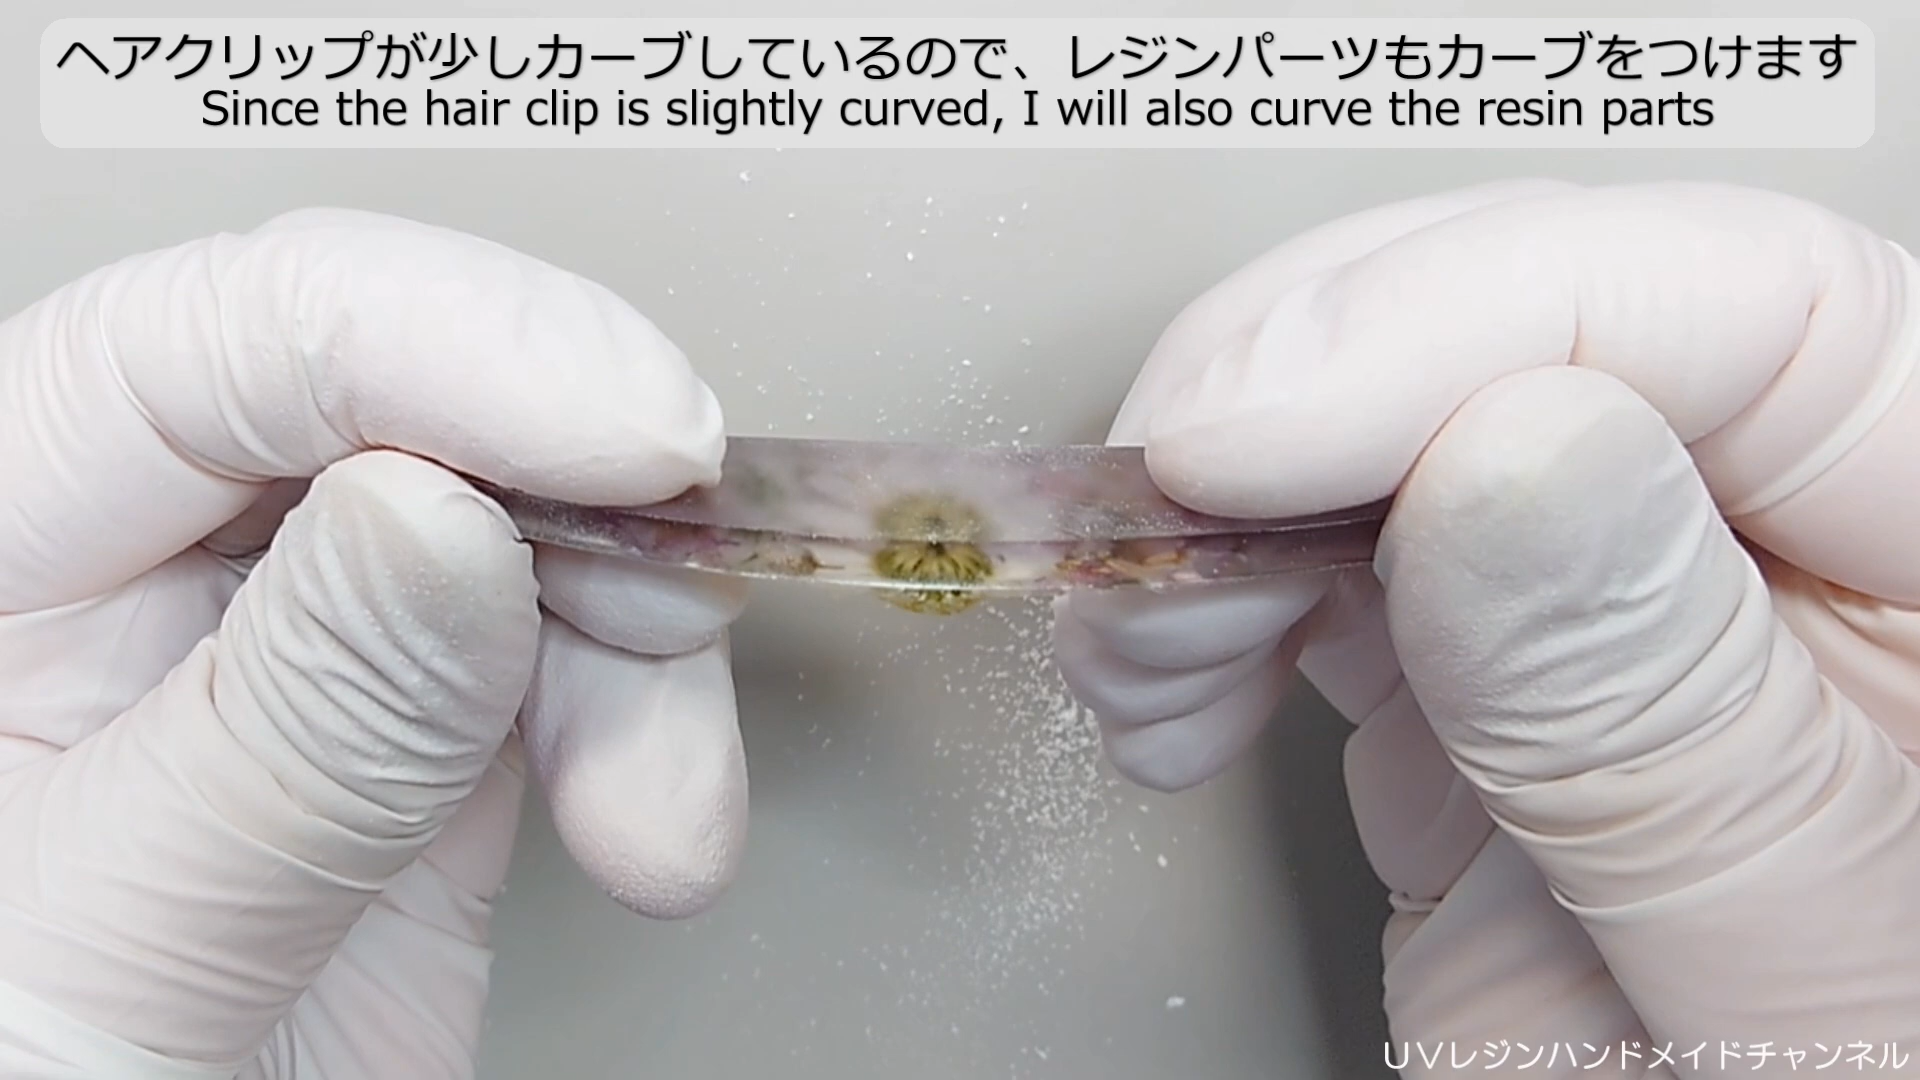 ヘアクリップが少しカーブしているので、レジンパーツもカーブをつけます
Since the hair clip is slightly curved, I will also curve the resin parts
UVレジンハンドメイドチャンネル